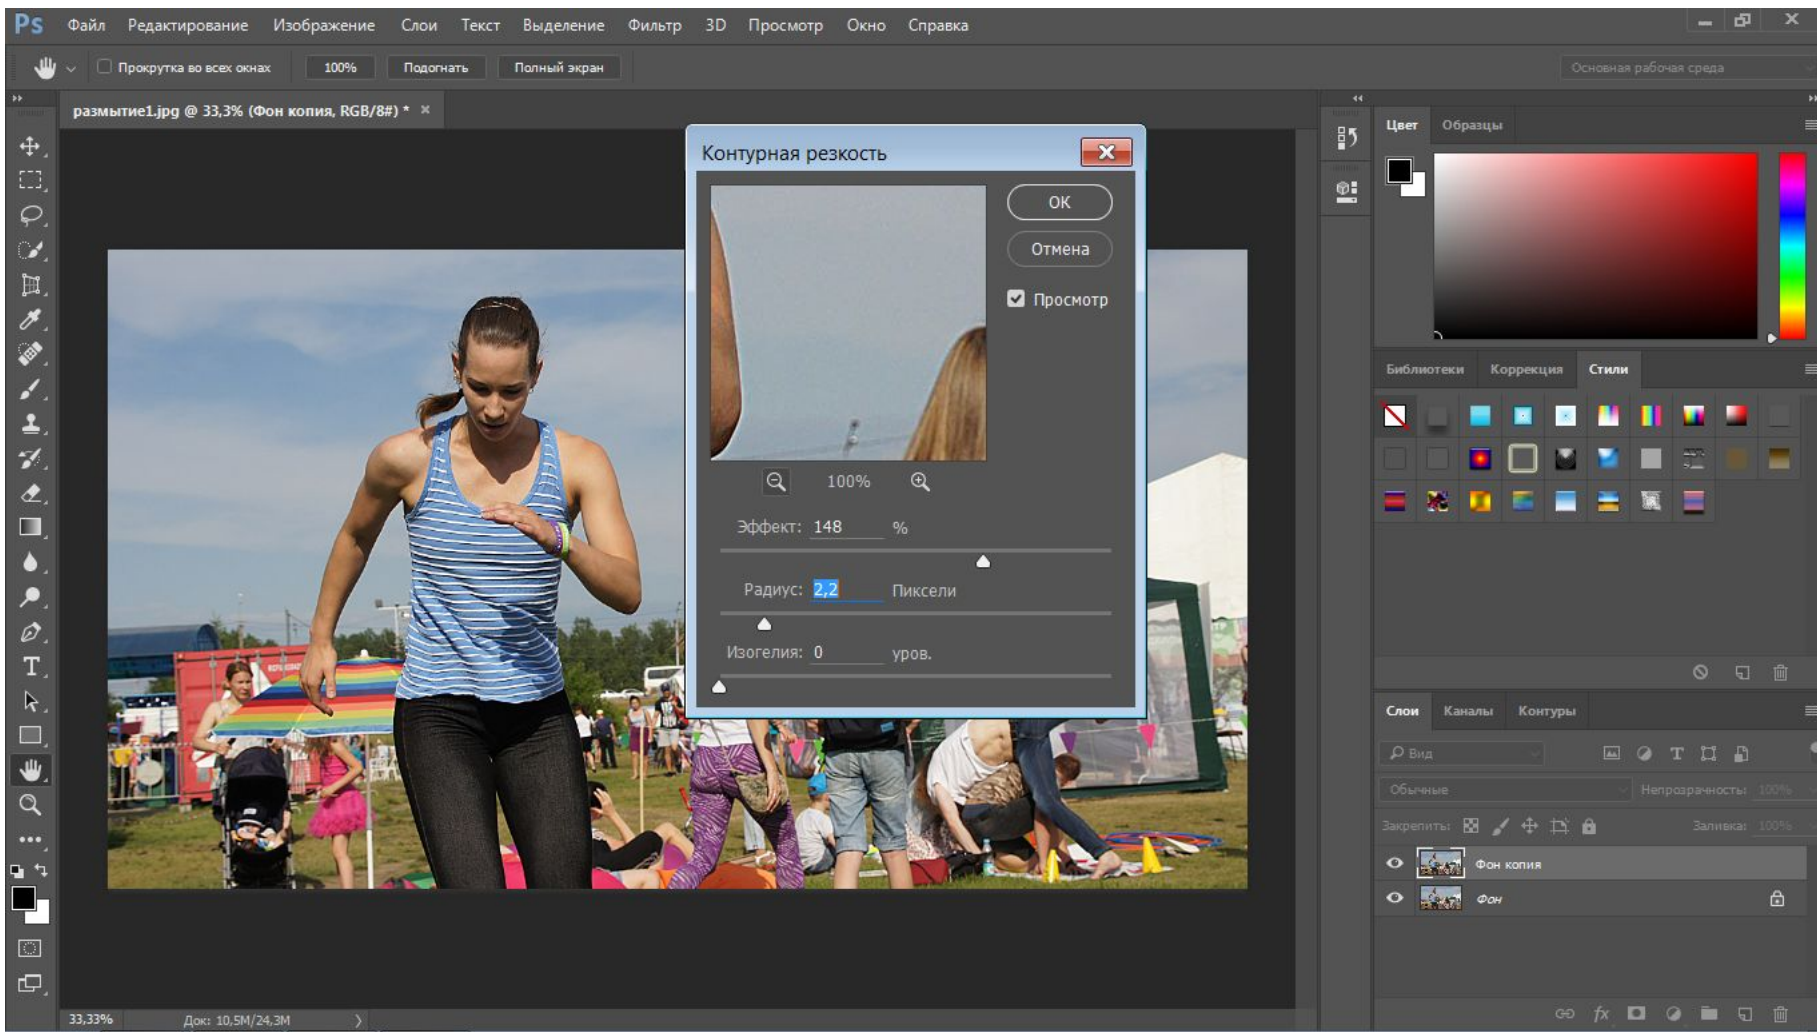 Ps Файл Редактирование Изображение Слои Текст Выделение Фильтр 3D Просмотр Окно Справка
Прокрутка во всех окнах 100% Подогнать Полный экран Основная рабочая среда
размытие1.jpg @ 33,3% (Фон копия, RGB/8#) *
Контурная резкость
OK
Отмена
Просмотр
100%
Эффект: 148 %
Радиус: 2,2 Пиксели
Изогелия: 0 уров.
Цвет Образцы
Библиотеки Коррекция Стили
Слои Каналы Контуры
Вид
Обычные Непрозрачность: 100%
Закрепить: Заливка: 100%
Фон копия
Фон
fx
33,33% Док: 10,5M/24,3M